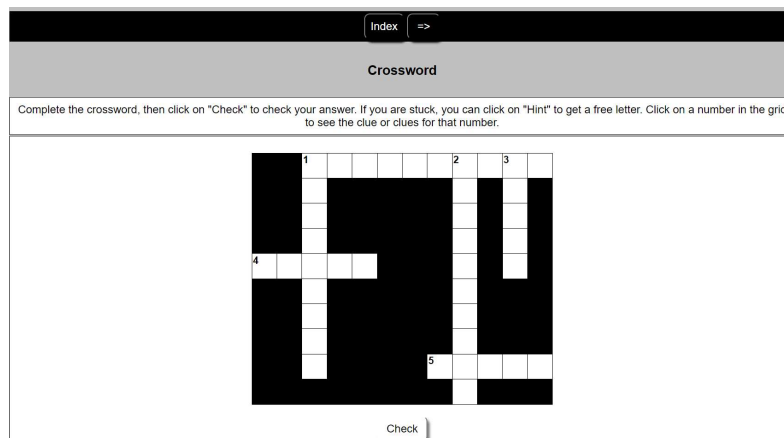 Index =>
Crossword
Complete the crossword, then click on "Check" to check your answer. If you are stuck, you can click on "Hint" to get a free letter. Click on a number in the grid
to see the clue or clues for that number.
1 2 3
4
5
Check